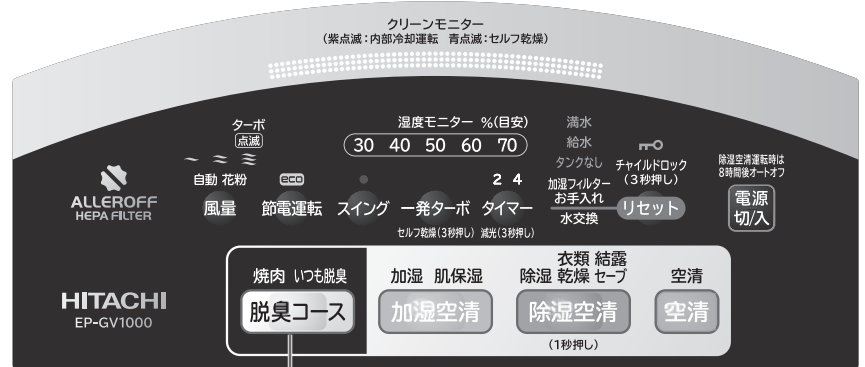 クリーンモニター
(紫点滅:内部冷却運転 青点滅:セルフ乾燥)
ターボ
点滅
湿度モニター %(目安)
30 40 50 60 70
満水
給水
タンクなし
チャイルドロック
(3秒押し)
除湿空清運転時は
8時間後オートオフ
ALLEROFF
HEPA FILTER
自動 花粉
風量
eco
節電運転
スイング
一発ターボ
セルフ乾燥(3秒押し)
2 4
タイマー
減光(3秒押し)
加湿フィルター
お手入れ
水交換
リセット
電源
切/入
HITACHI
EP-GV1000
焼肉 いつも脱臭
脱臭コース
加湿 肌保湿
加湿空清
衣類 結露
除湿 乾燥 セーブ
除湿空清
(1秒押し)
空清
空清